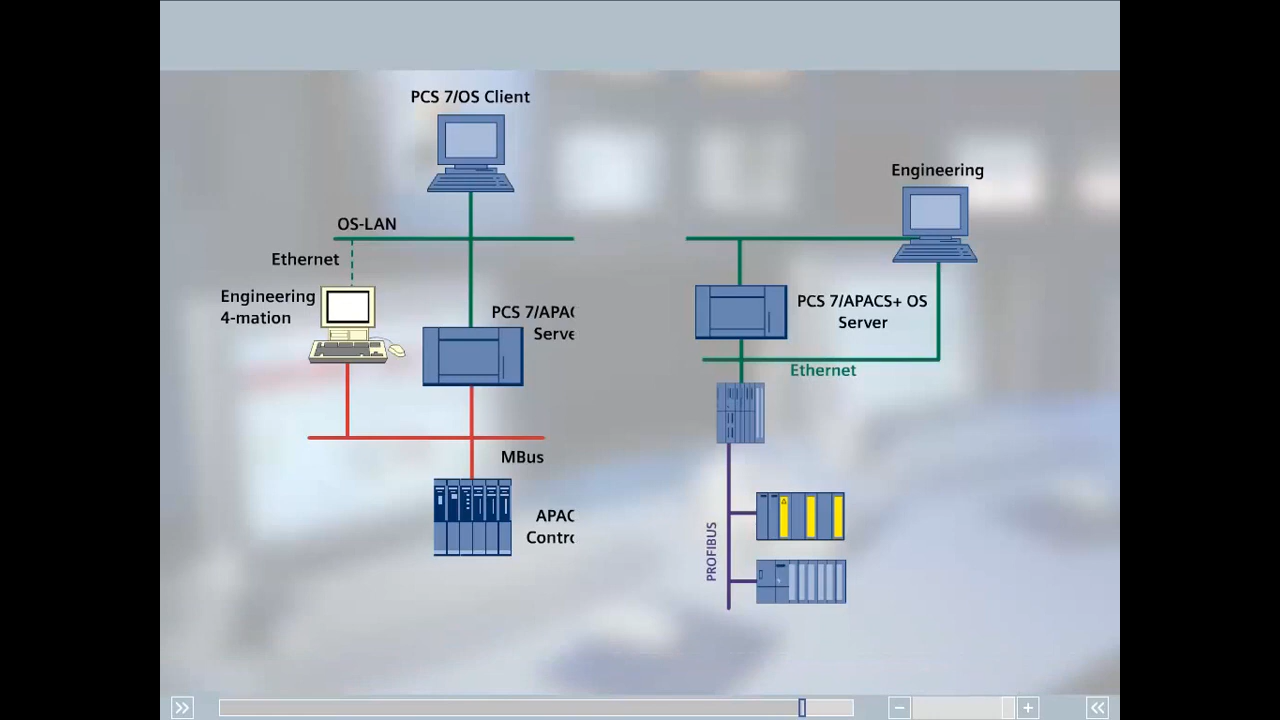 PCS 7/OS Client
Engineering
OS-LAN
Ethernet
Engineering
4-mation
PCS 7/APAC
Serve
PCS 7/APACS+ OS
Server
Ethernet
MBus
APAC
Contro
PROFIBUS